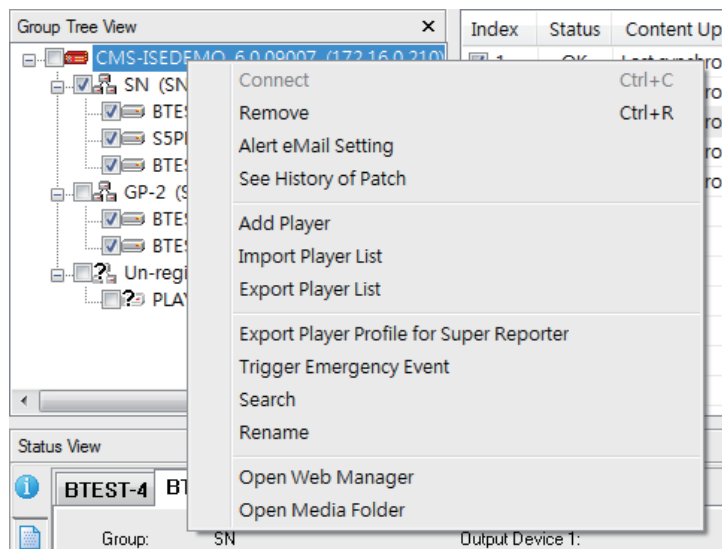 Group Tree View
Index Status Content Up
CMS-ISEDEMO 6.0.09007 (172.16.0.210)
SN (SN
BTES
S5PI
BTES
GP-2 (S
BTES
BTES
Un-regi
PLAY
Connect Ctrl+C
Remove Ctrl+R
Alert eMail Setting
See History of Patch
Add Player
Import Player List
Export Player List
Export Player Profile for Super Reporter
Trigger Emergency Event
Search
Rename
Open Web Manager
Open Media Folder
Status View
BTEST-4 BT
Group: SN Output Device 1: